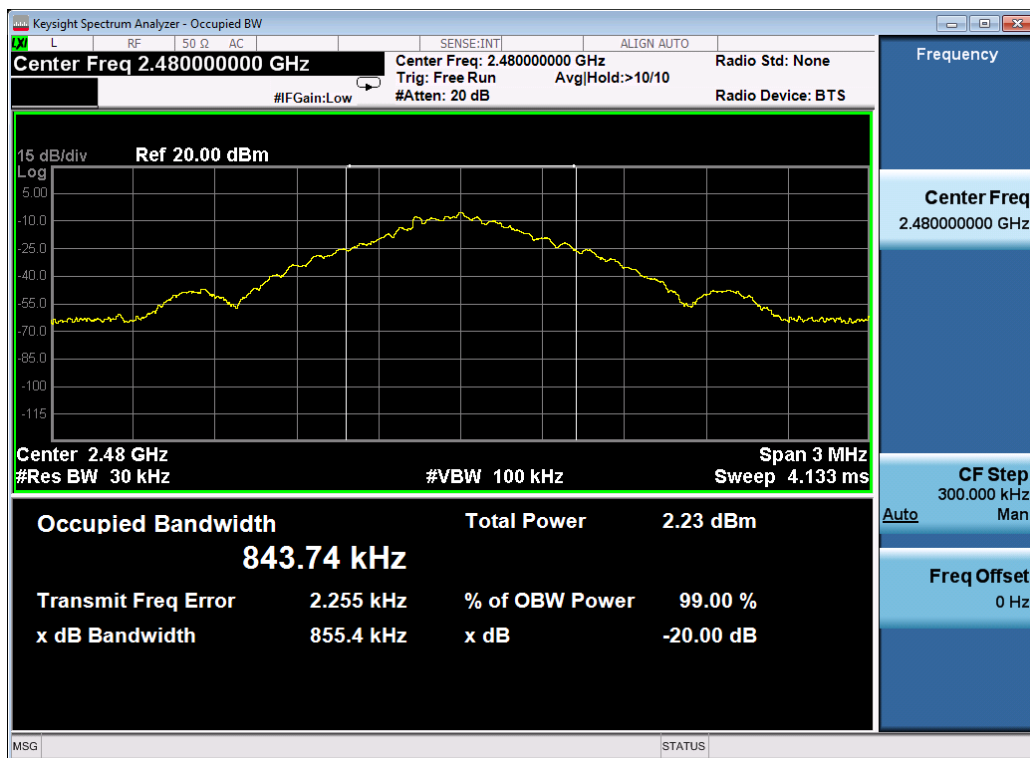 Keysight Spectrum Analyzer - Occupied BW
LXI L RF 50 Ω AC SENSE:INT ALIGN AUTO
Center Freq 2.480000000 GHz
Center Freq: 2.480000000 GHz Radio Std: None
Trig: Free Run Avg|Hold:>10/10
#IFGain:Low #Atten: 20 dB Radio Device: BTS
15 dB/div Ref 20.00 dBm
Log
5.00
-10.0
-25.0
-40.0
-55.0
-70.0
-85.0
-100
-115
Center 2.48 GHz Span 3 MHz
#Res BW 30 kHz #VBW 100 kHz Sweep 4.133 ms
Occupied Bandwidth Total Power 2.23 dBm
843.74 kHz
Transmit Freq Error 2.255 kHz % of OBW Power 99.00 %
x dB Bandwidth 855.4 kHz x dB -20.00 dB
MSG STATUS
Frequency
Center Freq
2.480000000 GHz
CF Step
300.000 kHz
Auto Man
Freq Offset
0 Hz